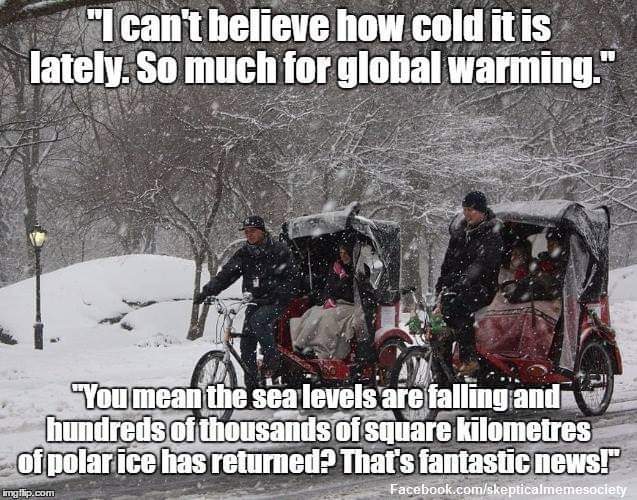 "I can't believe how cold it is
lately. So much for global warming."
"You mean the sea levels are falling and
hundreds of thousands of square kilometres
of polar ice has returned? That's fantastic news!"
imgflip.com
Facebook.com/skepticalmemesociety